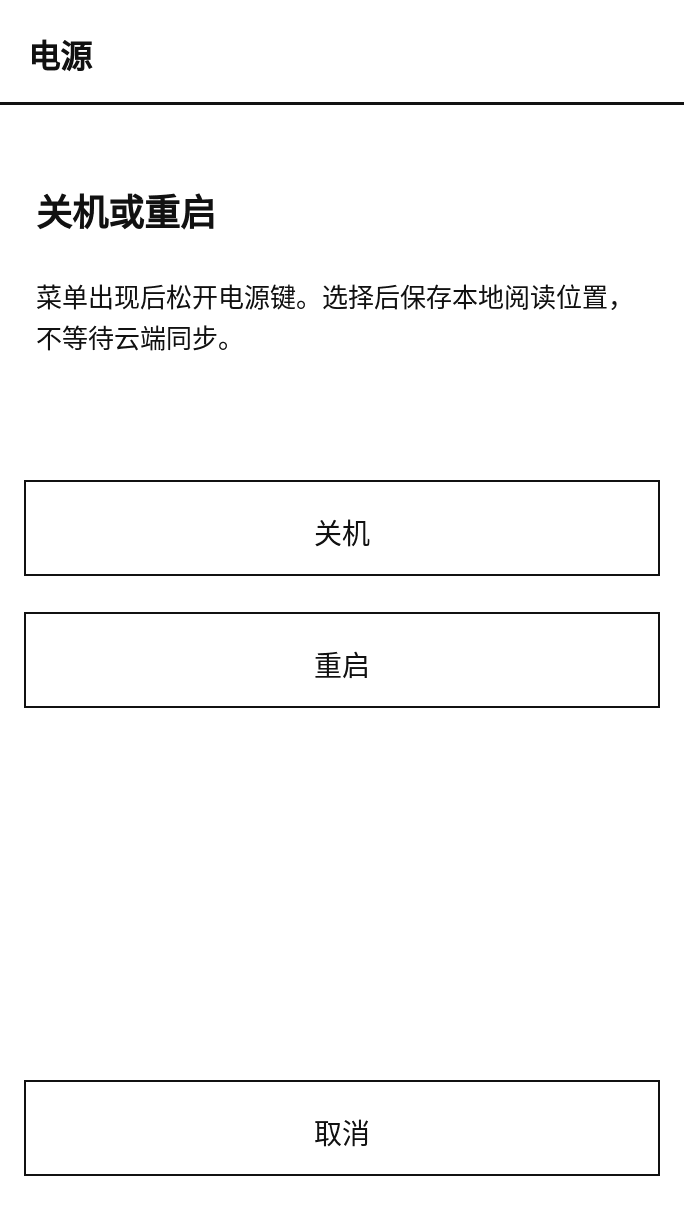 电源
关机或重启
菜单出现后松开电源键。选择后保存本地阅读位置，
不等待云端同步。
关机
重启
取消